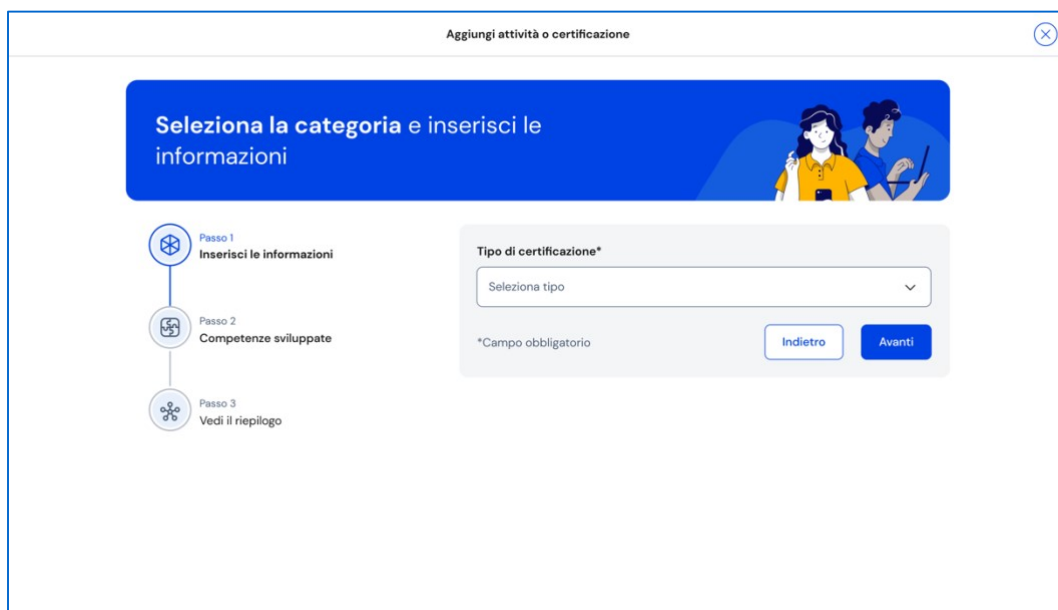 Aggiungi attività o certificazione
Seleziona la categoria e inserisci le
informazioni
Passo 1
Inserisci le informazioni
Passo 2
Competenze sviluppate
Passo 3
Vedi il riepilogo
Tipo di certificazione*
Seleziona tipo
*Campo obbligatorio
Indietro
Avanti